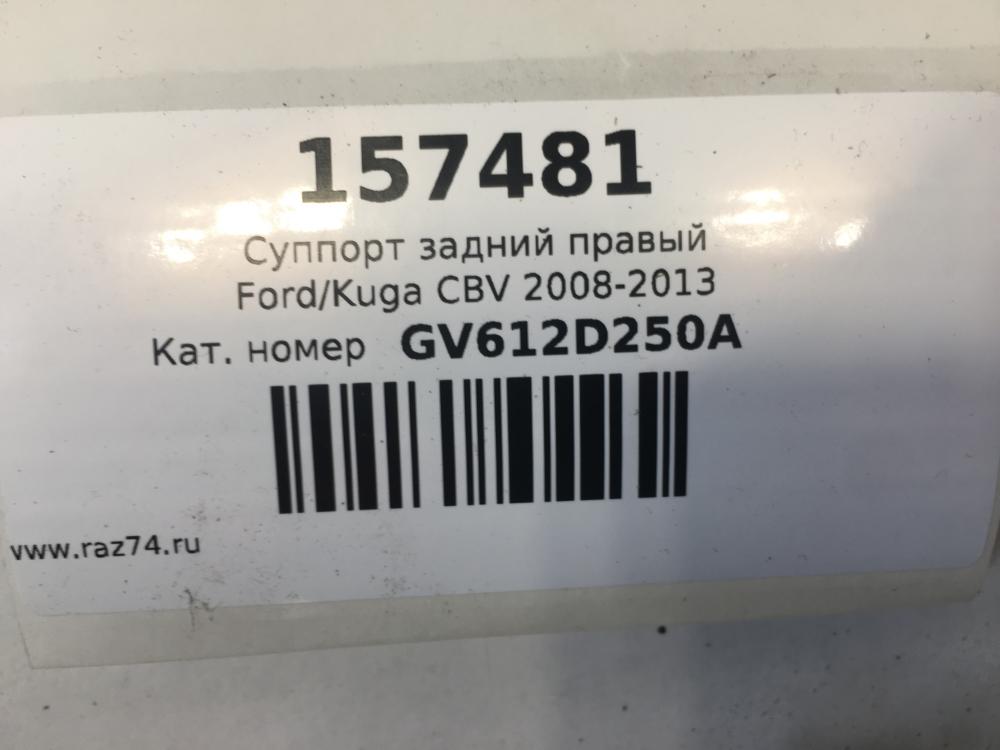 157481
Суппорт задний правый
Ford/Kuga CBV 2008-2013
Кат. номер GV612D250A
www.raz74.ru